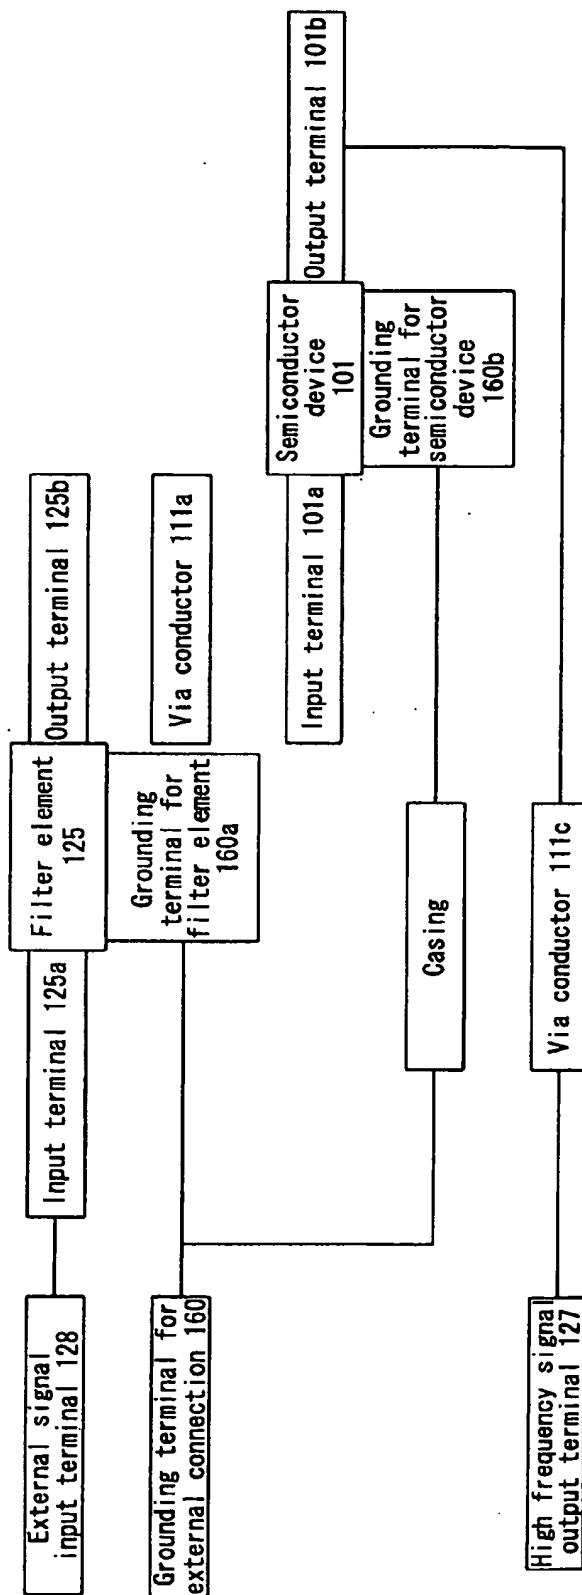 External signal
input terminal 128
Input terminal 125a
Filter element
125
Output terminal 125b
Grounding terminal for
external connection 160
Grounding
terminal for
filter element
160a
Via conductor 111a
Input terminal 101a
Semiconductor
device
101
Output terminal 101b
Grounding
terminal for
semiconductor
device
160b
Casing
High frequency signal
output terminal 127
Via conductor 111c